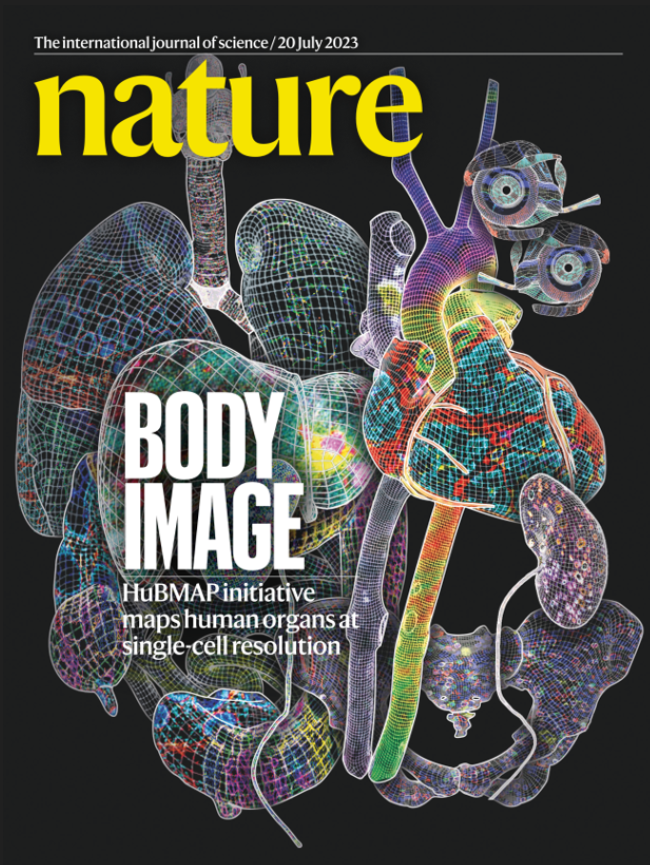 The international journal of science / 20 July 2023
nature
BODY
IMAGE
HuBMAP initiative
maps human organs at
single-cell resolution